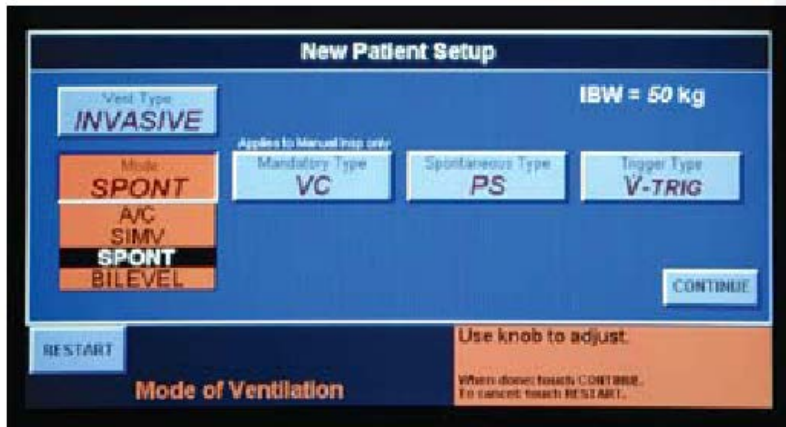 New Patient Setup
IBW = 50 kg
Vent Type
INVASIVE
Applies to Manual Insp only
Mode
SPONT
Mandatory Type
VC
Spontaneous Type
PS
Trigger Type
V̇-TRIG
A/C
SIMV
SPONT
BILEVEL
CONTINUE
RESTART
Mode of Ventilation
Use knob to adjust.
When done: touch CONTINUE.
To cancel: touch RESTART.